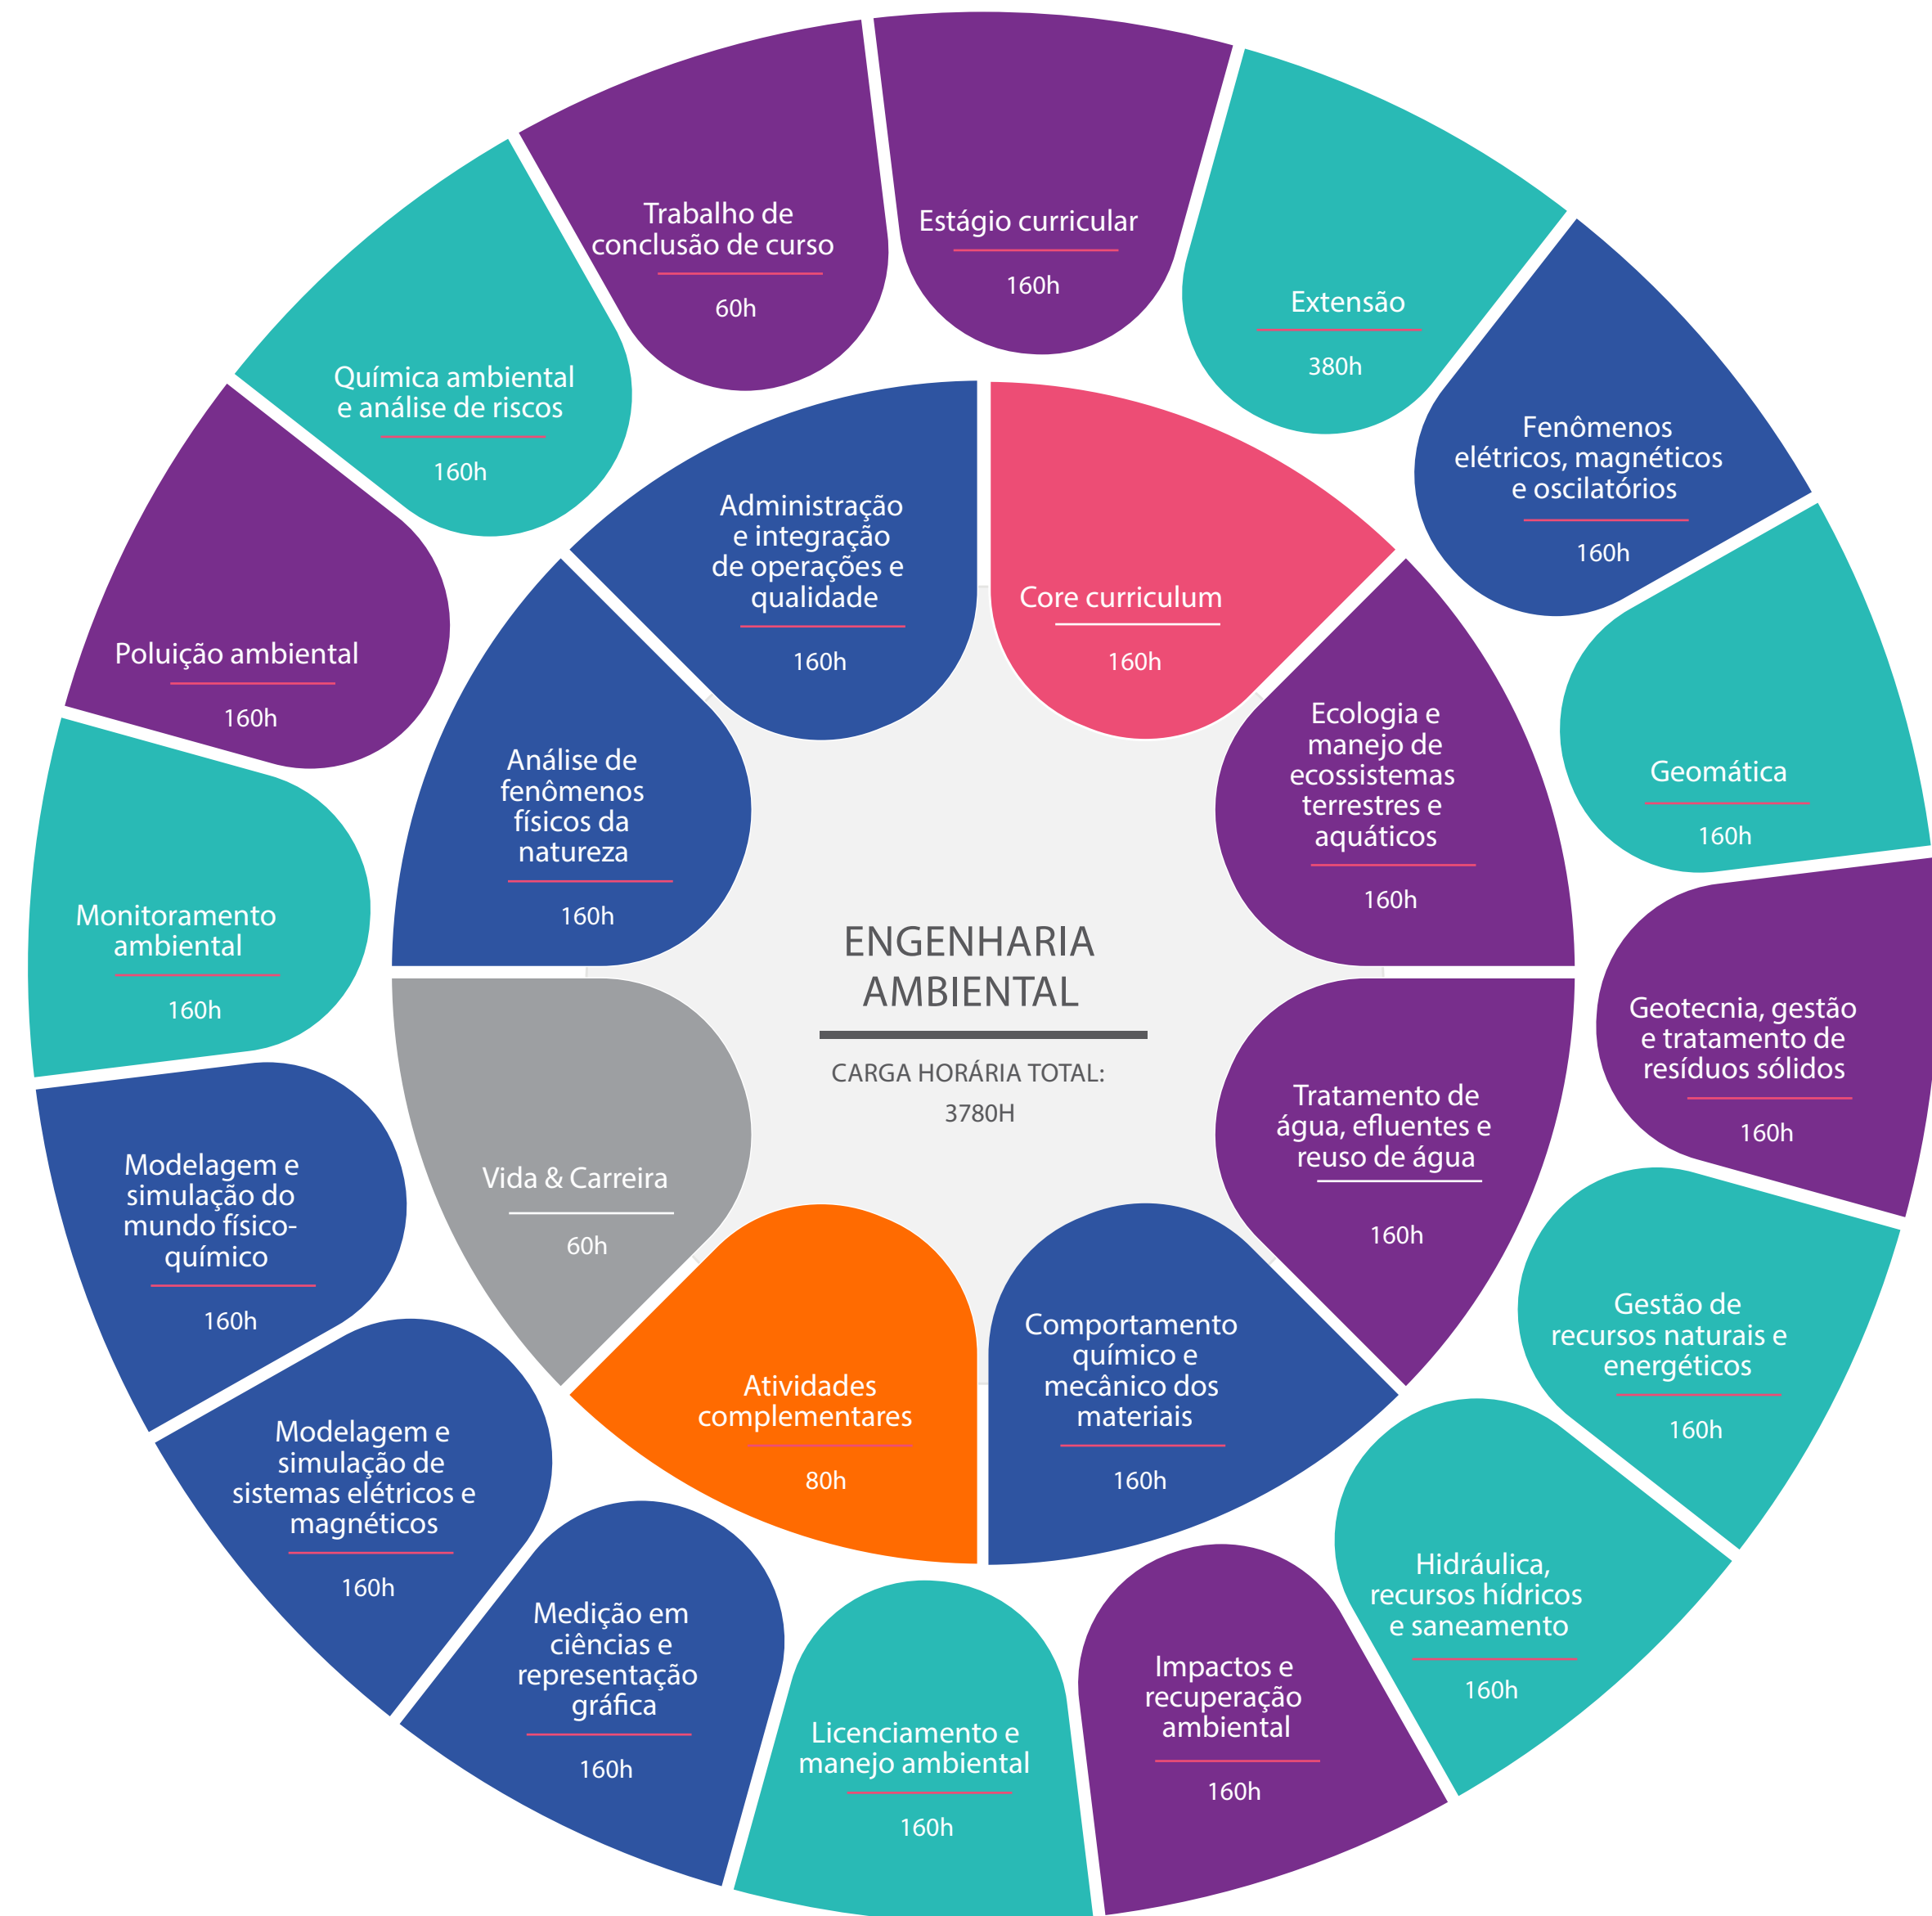 Estágio curricular
160h
Extensão
380h
Fenômenos
elétricos, magnéticos
e oscilatórios
160h
Geomática
160h
Geotecnia, gestão
e tratamento de
resíduos sólidos
160h
Gestão de
recursos naturais e
energéticos
160h
Hidráulica,
recursos hídricos
e saneamento
160h
Impactos e
recuperação
ambiental
160h
Licenciamento e
manejo ambiental
160h
Medição em
ciências e
representação
gráfica
160h
Modelagem e
simulação de
sistemas elétricos e
magnéticos
160h
Modelagem e
simulação do
mundo físico-
químico
160h
Monitoramento
ambiental
160h
Poluição ambiental
160h
Química ambiental
e análise de riscos
160h
Trabalho de
conclusão de curso
60h
Core curriculum
160h
Ecologia e
manejo de
ecossistemas
terrestres e
aquáticos
160h
Tratamento de
água, efluentes e
reuso de água
160h
Comportamento
químico e
mecânico dos
materiais
160h
Atividades
complementares
80h
Vida & Carreira
60h
Análise de
fenômenos
físicos da
natureza
160h
Administração
e integração
de operações e
qualidade
160h
ENGENHARIA
AMBIENTAL
CARGA HORÁRIA TOTAL:
3780H